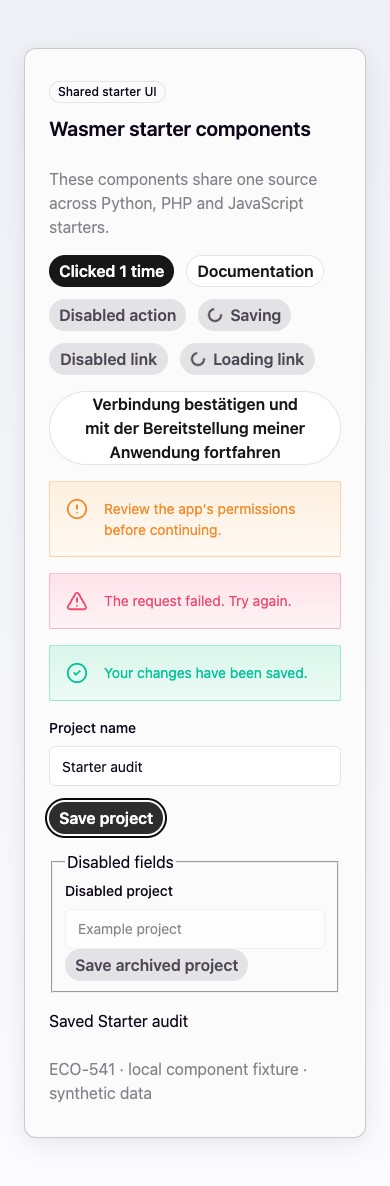 Shared starter UI
Wasmer starter components
These components share one source
across Python, PHP and JavaScript
starters.
Clicked 1 time
Documentation
Disabled action
Saving
Disabled link
Loading link
Verbindung bestätigen und
mit der Bereitstellung meiner
Anwendung fortfahren
Review the app's permissions
before continuing.
The request failed. Try again.
Your changes have been saved.
Project name
Starter audit
Save project
Disabled fields
Disabled project
Example project
Save archived project
Saved Starter audit
ECO-541 · local component fixture ·
synthetic data